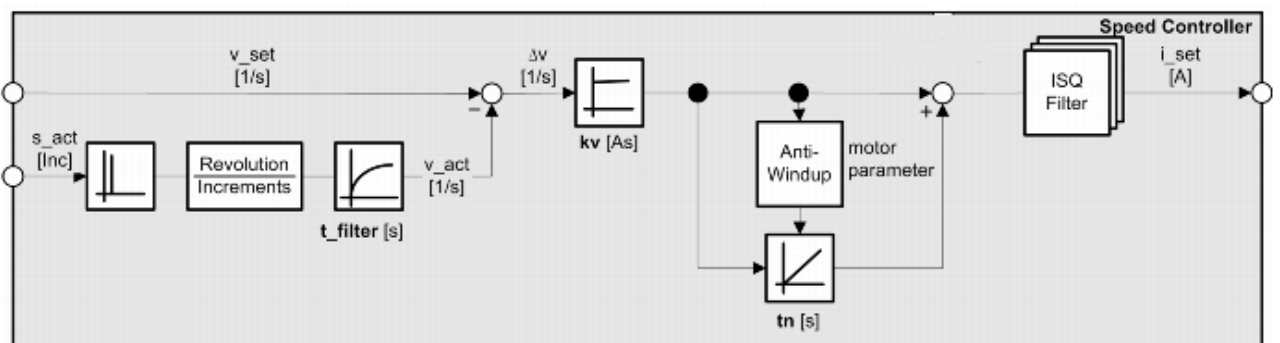 Speed Controller
v_set
[1/s]
Δv
[1/s]
i_set
[A]
ISQ
Filter
–
kv [As]
+
s_act
[Inc]
Revolution
Increments
v_act
[1/s]
t_filter [s]
Anti-
Windup
motor
parameter
tn [s]